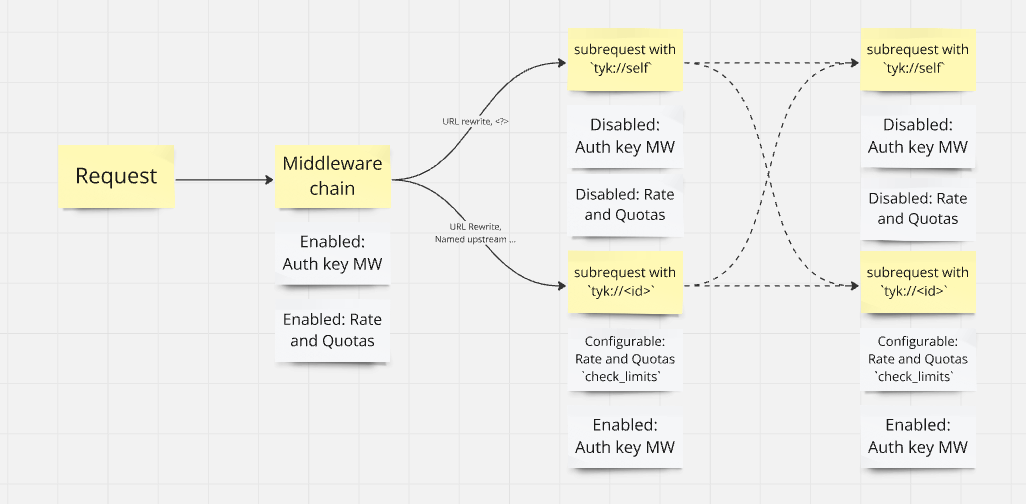 Request
Middleware
chain
Enabled:
Auth key MW
Enabled: Rate
and Quotas
URL rewrite, <?>
URL Rewrite,
Named upstream ...
subrequest with
`tyk://self`
Disabled:
Auth key MW
Disabled: Rate
and Quotas
subrequest with
`tyk://<id>`
Configurable:
Rate and Quotas
`check_limits`
Enabled:
Auth key MW
subrequest with
`tyk://self`
Disabled:
Auth key MW
Disabled: Rate
and Quotas
subrequest with
`tyk://<id>`
Configurable:
Rate and Quotas
`check_limits`
Enabled:
Auth key MW